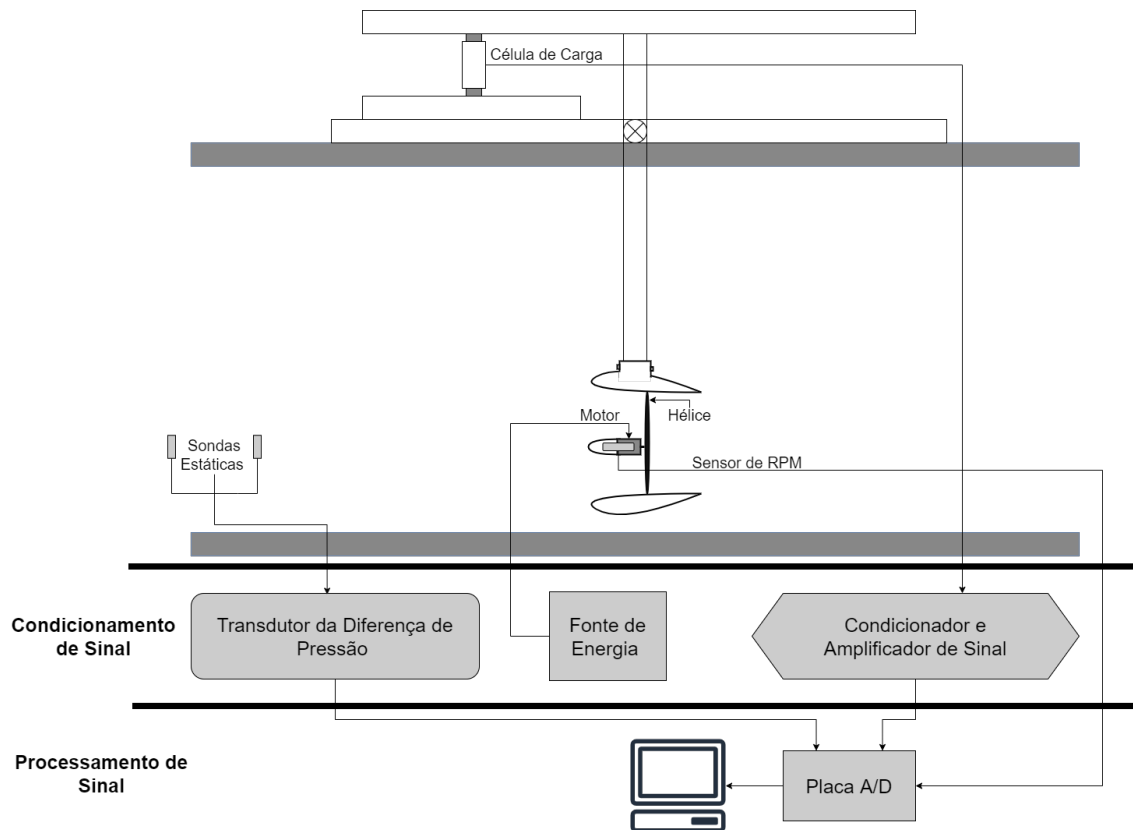 Célula de Carga
Motor
Hélice
Sondas
Estáticas
Sensor de RPM
Condicionamento
de Sinal
Transdutor da Diferença de
Pressão
Fonte de
Energia
Condicionador e
Amplificador de Sinal
Processamento de
Sinal
Placa A/D